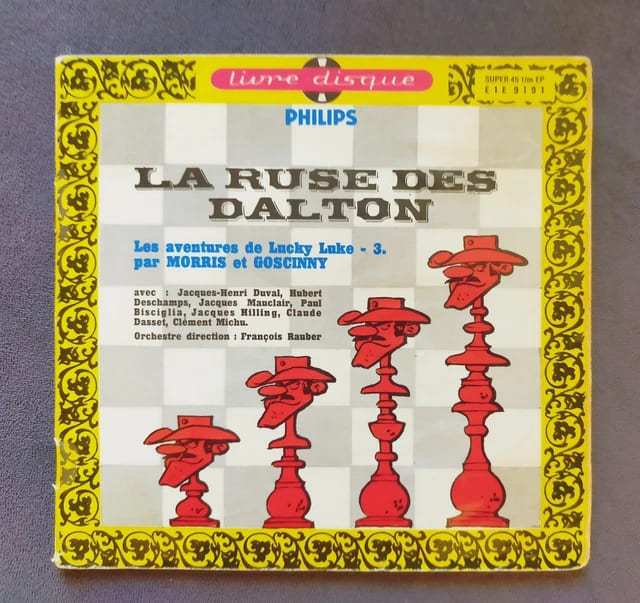 livre disque
SUPER 45 t/m EP
E1E 9191
PHILIPS
LA RUSE DES
DALTON
Les aventures de Lucky Luke - 3.
par MORRIS et GOSCINNY
avec : Jacques-Henri Duval, Hubert
Deschamps, Jacques Mauclair, Paul
Bisciglia, Jacques Hilling, Claude
Dasset, Clément Michu.
Orchestre direction : François Rauber